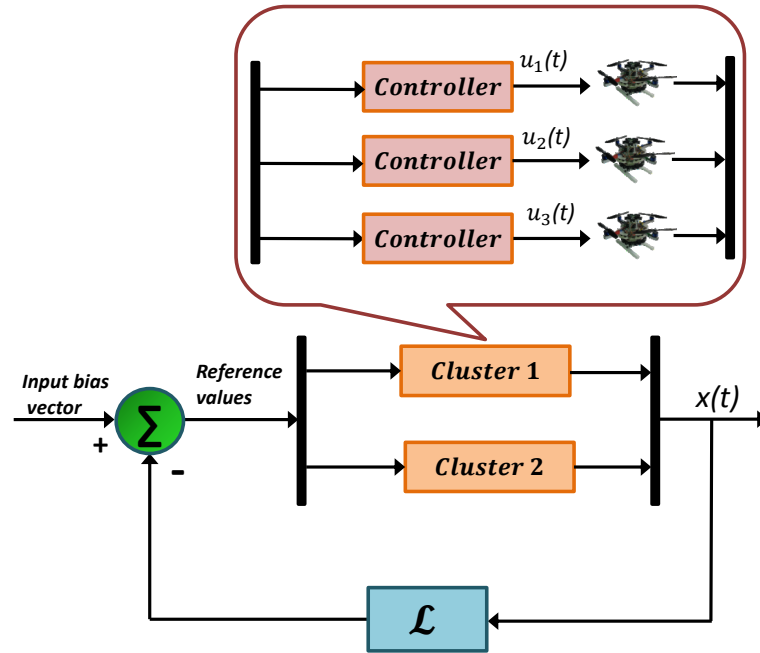 u₁(t)
Controller
u₂(t)
Controller
u₃(t)
Controller
Input bias
vector
+
Σ
-
Reference
values
Cluster 1
Cluster 2
x(t)
ℒ